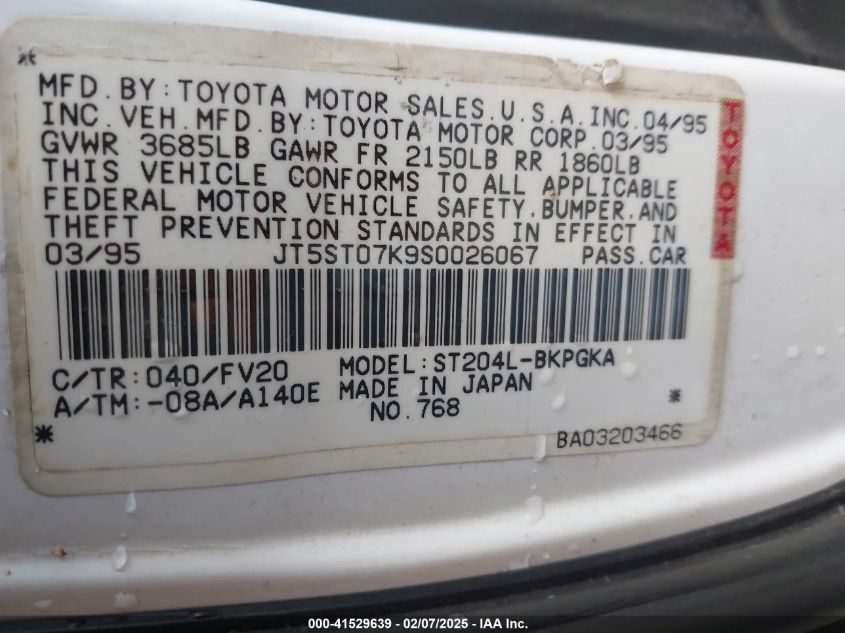 MFD.BY:TOYOTA MOTOR SALES.U.S.A.INC.04/95
INC.VEH.MFD.BY:TOYOTA MOTOR CORP.03/95
GVWR 3685LB GAWR FR 2150LB RR 1860LB
THIS VEHICLE CONFORMS TO ALL APPLICABLE
FEDERAL MOTOR VEHICLE SAFETY,BUMPER,AND
THEFT PREVENTION STANDARDS IN EFFECT IN
03/95 JT5ST07K9S0026067 PASS.CAR
TOYOTA
C/TR:040/FV20 MODEL:ST204L-BKPGKA
A/TM:-08A/A140E MADE IN JAPAN
NO.768
BA03203466
000-41529639 - 02/07/2025 - IAA Inc.